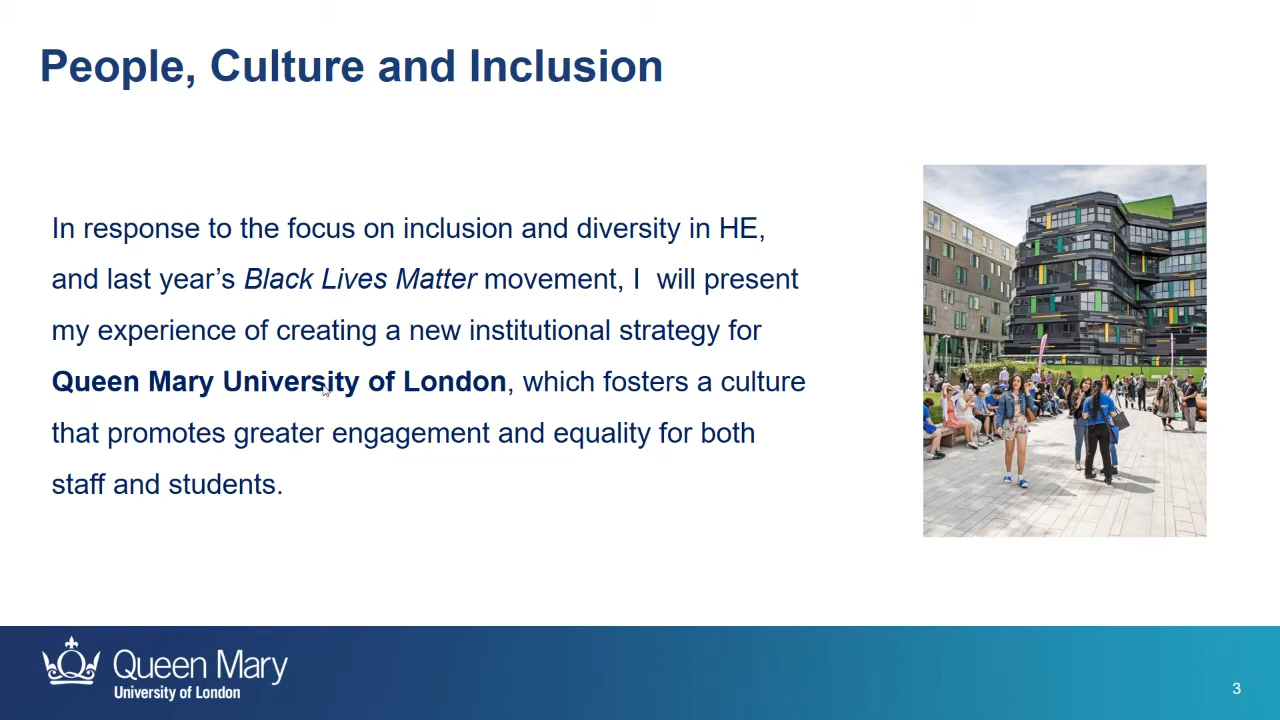 People, Culture and Inclusion
In response to the focus on inclusion and diversity in HE,
and last year’s Black Lives Matter movement, I  will present
my experience of creating a new institutional strategy for
Queen Mary University of London, which fosters a culture
that promotes greater engagement and equality for both
staff and students.
Queen Mary
University of London
3